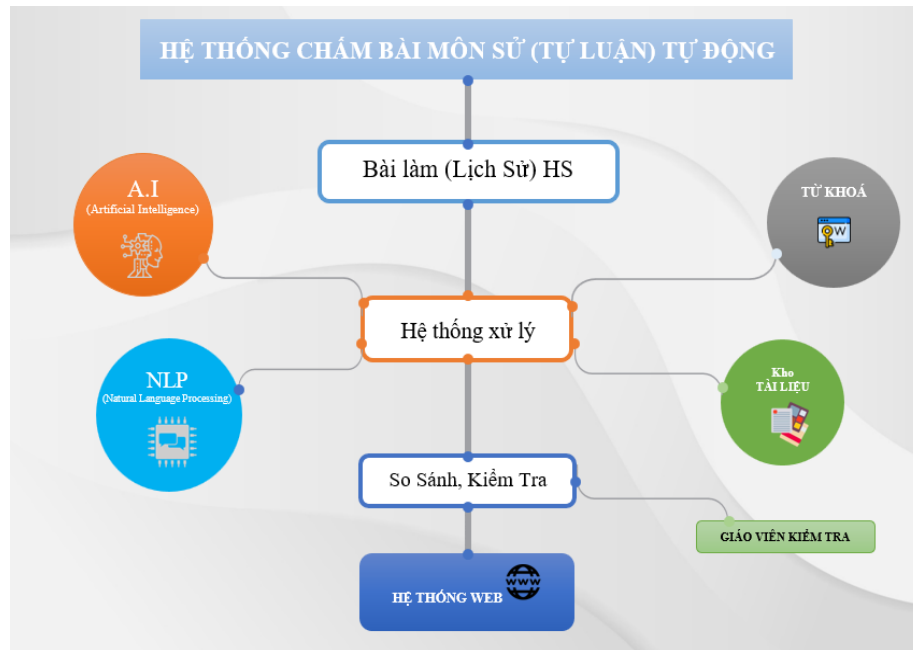 HỆ THỐNG CHẤM BÀI MÔN SỬ (TỰ LUẬN) TỰ ĐỘNG
Bài làm (Lịch Sử) HS
A.I
(Artificial Intelligence)
TỪ KHOÁ
W
Hệ thống xử lý
NLP
(Natural Language Processing)
Kho
TÀI LIỆU
So Sánh, Kiểm Tra
GIÁO VIÊN KIỂM TRA
HỆ THỐNG WEB
WWW